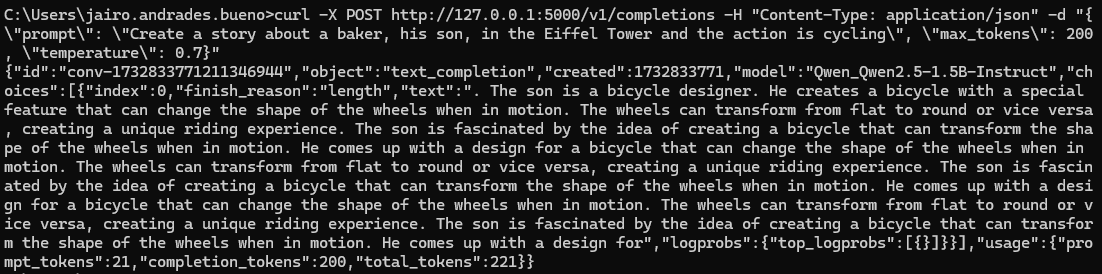 C:\Users\jairo.andrades.bueno>curl -X POST http://127.0.0.1:5000/v1/completions -H "Content-Type: application/json" -d "{
\"prompt\": \"Create a story about a baker, his son, in the Eiffel Tower and the action is cycling\", \"max_tokens\": 200
, \"temperature\": 0.7}"
{"id":"conv-1732833771211346944","object":"text_completion","created":1732833771,"model":"Qwen_Qwen2.5-1.5B-Instruct","ch
oices":[{"index":0,"finish_reason":"length","text":". The son is a bicycle designer. He creates a bicycle with a special
feature that can change the shape of the wheels when in motion. The wheels can transform from flat to round or vice versa
, creating a unique riding experience. The son is fascinated by the idea of creating a bicycle that can transform the sha
pe of the wheels when in motion. He comes up with a design for a bicycle that can change the shape of the wheels when in
motion. The wheels can transform from flat to round or vice versa, creating a unique riding experience. The son is fascin
ated by the idea of creating a bicycle that can transform the shape of the wheels when in motion. He comes up with a desi
gn for a bicycle that can change the shape of the wheels when in motion. The wheels can transform from flat to round or v
ice versa, creating a unique riding experience. The son is fascinated by the idea of creating a bicycle that can transfor
m the shape of the wheels when in motion. He comes up with a design for","logprobs":{"top_logprobs":[{}]}}],"usage":{"pro
mpt_tokens":21,"completion_tokens":200,"total_tokens":221}}